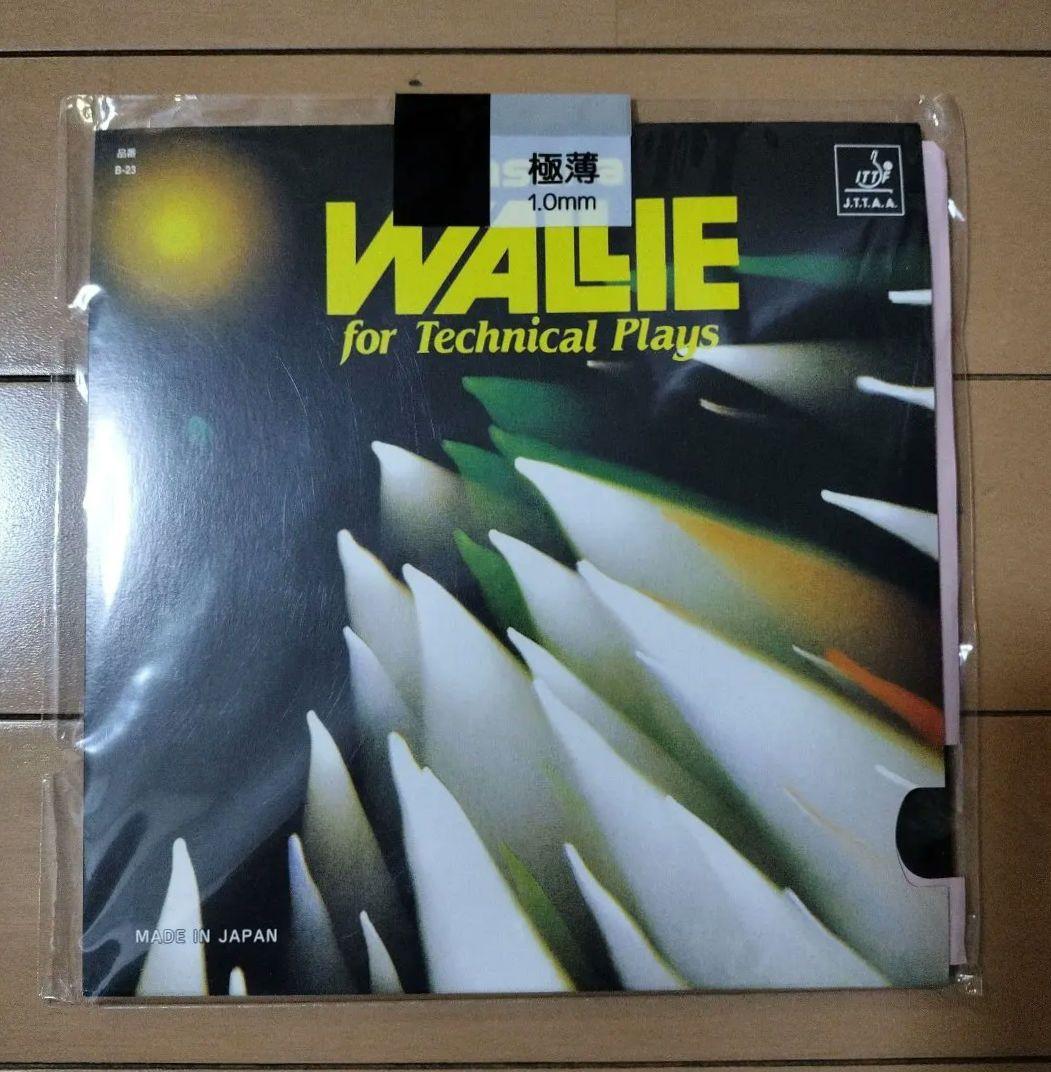 品番
B-23
極薄
1.0mm
WALLIE
for Technical Plays
ITTF
J.T.T.A.A.
MADE IN JAPAN